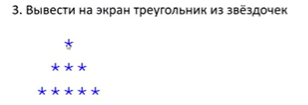 3. Вывести на экран треугольник из звёздочек
*
* * *
* * * * *